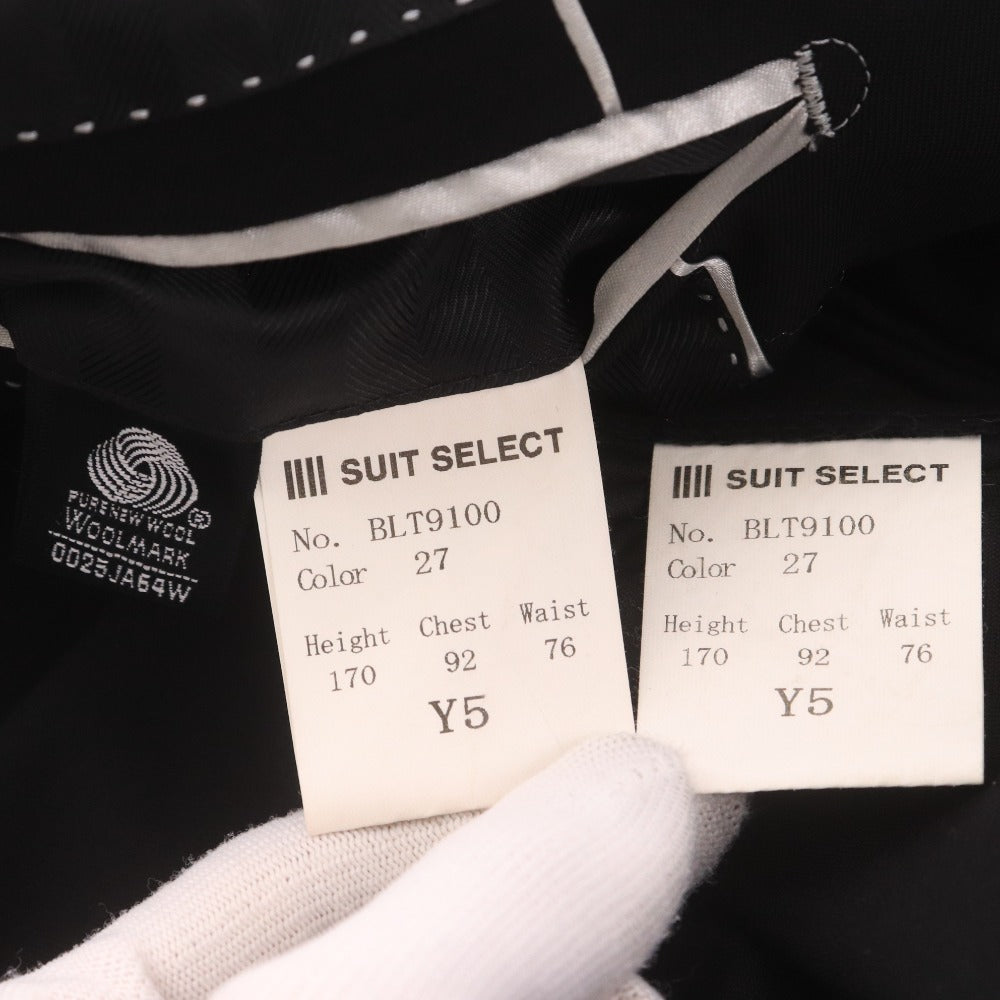 PURE NEW WOOL®
WOOLMARK
0025JA64W
SUIT SELECT
No. BLT9100
Color 27
Height Chest Waist
170 92 76
Y5
SUIT SELECT
No. BLT9100
Color 27
Height Chest Waist
170 92 76
Y5